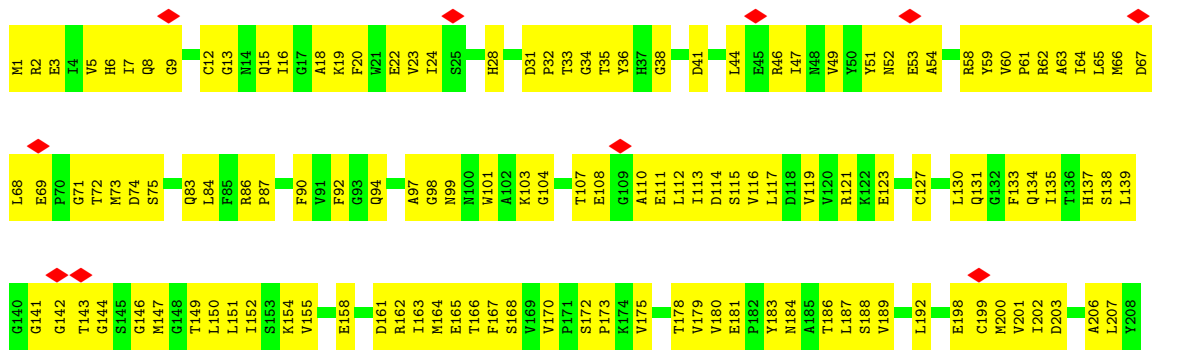 M1 R2 E3 I4 V5 H6 I7 Q8 G9 C12 G13 N14 Q15 I16 G17 A18 K19 F20 W21 E22 V23 I24 S25 H28 D31 P32 T33 G34 T35 Y36 H37 G38 D41 L44 E45 R46 I47 N48 V49 Y50 Y51 N52 E53 A54 R58 Y59 V60 P61 R62 A63 I64 L65 M66 D67
L68 E69 P70 G71 T72 M73 D74 S75 Q83 L84 F85 R86 P87 F90 V91 F92 G93 Q94 A97 G98 N99 N100 W101 A102 K103 G104 T107 E108 G109 A110 E111 L112 I113 D114 S115 V116 L117 D118 V119 V120 R121 K122 E123 C127 L130 Q131 G132 F133 Q134 I135 T136 H137 S138 L139
G140 G141 G142 T143 G144 S145 G146 M147 G148 T149 L150 L151 I152 S153 K154 V155 E158 D161 R162 I163 M164 E165 T166 F167 S168 V169 V170 P171 S172 P173 K174 V175 T178 V179 V180 E181 P182 Y183 N184 A185 T186 L187 S188 V189 L192 E198 C199 M200 V201 I202 D203 A206 L207 Y208